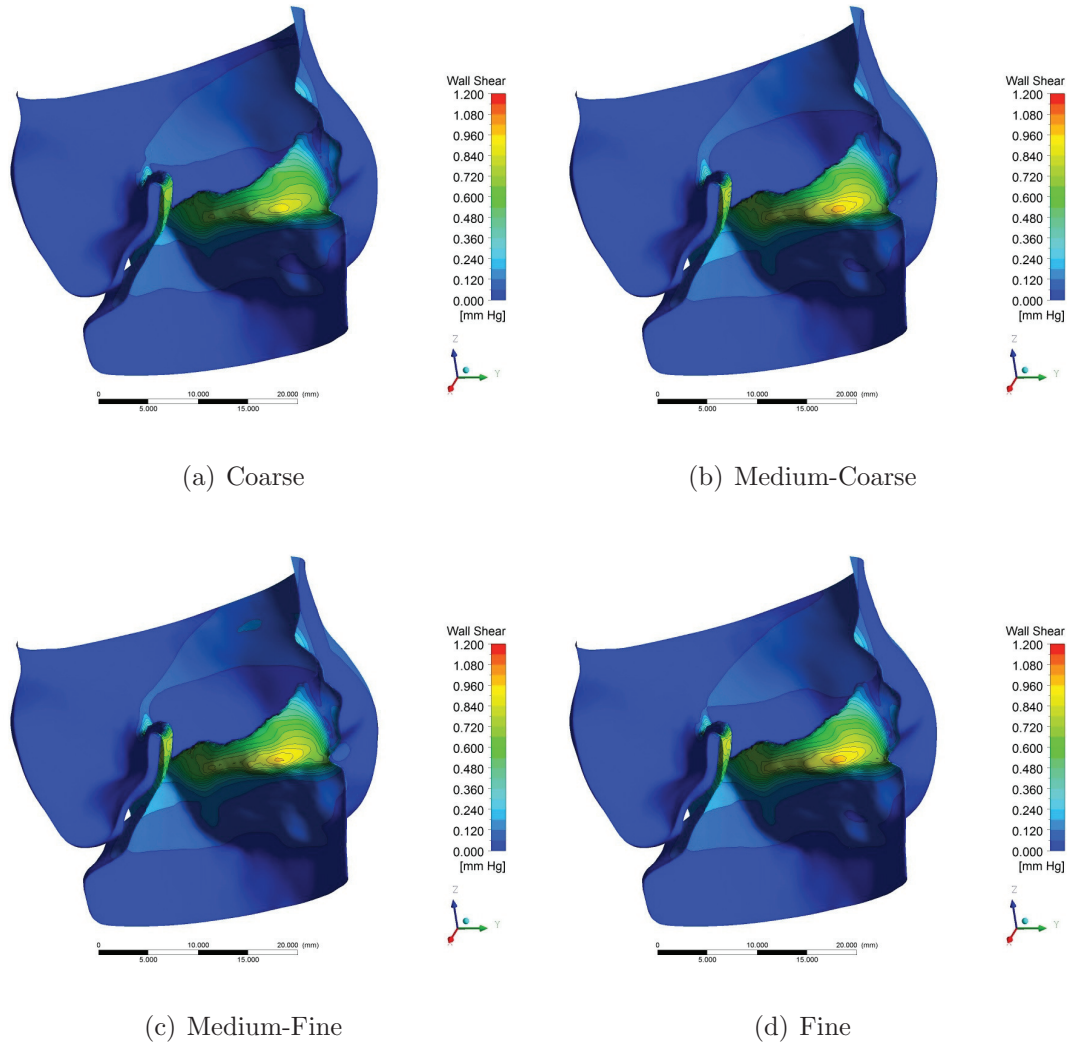 Wall Shear
1.200
1.080
0.960
0.840
0.720
0.600
0.480
0.360
0.240
0.120
0.000
[mm Hg]
Z
Y
X
0 10.000 20.000 (mm)
5.000 15.000
(a) Coarse
Wall Shear
1.200
1.080
0.960
0.840
0.720
0.600
0.480
0.360
0.240
0.120
0.000
[mm Hg]
Z
Y
X
0 10.000 20.000 (mm)
5.000 15.000
(b) Medium-Coarse
Wall Shear
1.200
1.080
0.960
0.840
0.720
0.600
0.480
0.360
0.240
0.120
0.000
[mm Hg]
Z
Y
X
0 10.000 20.000 (mm)
5.000 15.000
(c) Medium-Fine
Wall Shear
1.200
1.080
0.960
0.840
0.720
0.600
0.480
0.360
0.240
0.120
0.000
[mm Hg]
Z
Y
X
0 10.000 20.000 (mm)
5.000 15.000
(d) Fine